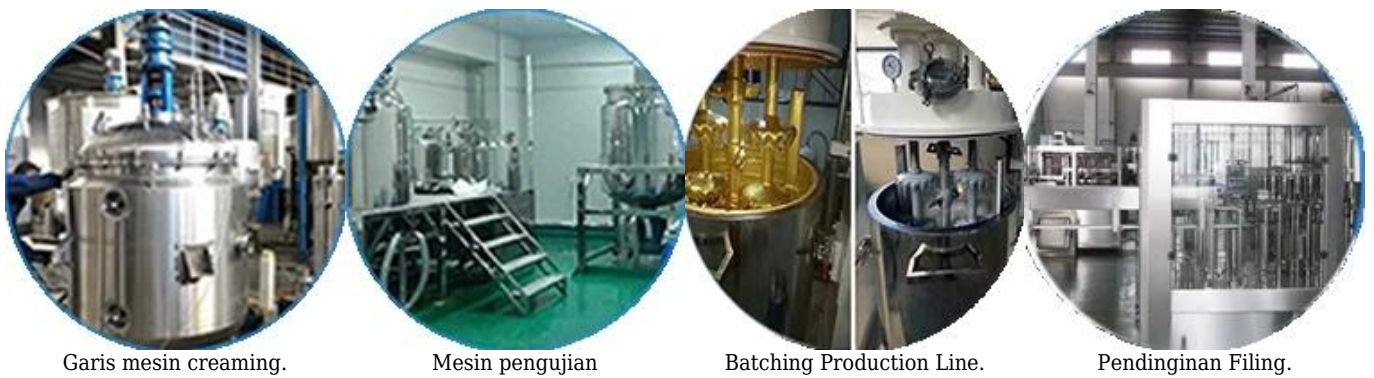 Garis mesin creaming.
Mesin pengujian
Batching Production Line.
Pendinginan Filing.